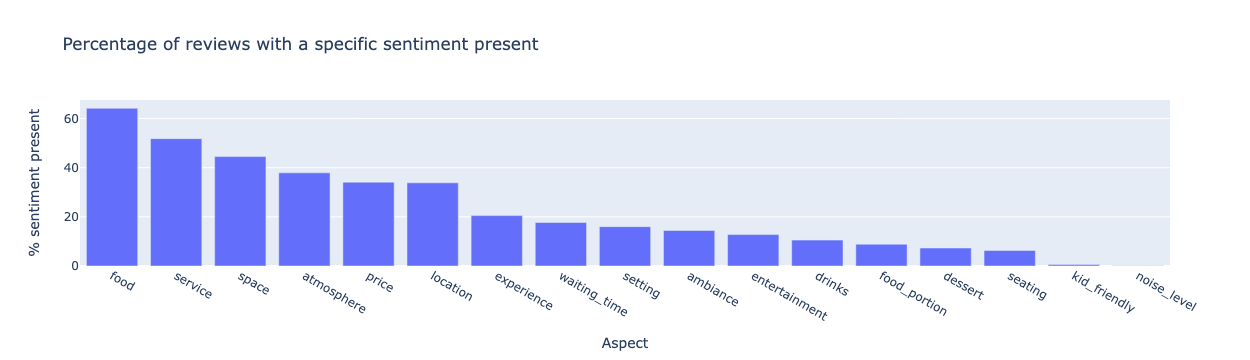 Percentage of reviews with a specific sentiment present
% sentiment present
60
40
20
0
food
service
space
atmosphere
price
location
experience
waiting_time
setting
ambiance
entertainment
drinks
food_portion
dessert
seating
kid_friendly
noise_level
Aspect